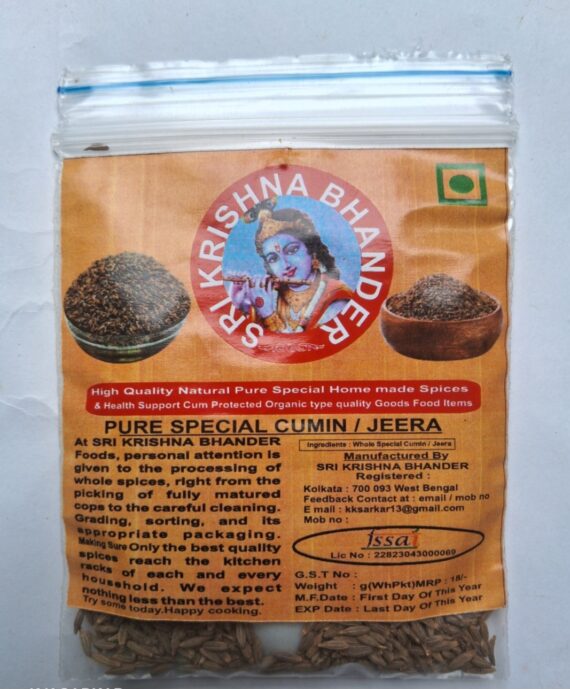 SRI KRISHNA BHANDER
High Quality Natural Pure Special Home made Spices
& Health Support Cum Protected Organic type quality Goods Food Items
PURE SPECIAL CUMIN / JEERA
At SRI KRISHNA BHANDER
Foods, personal attention is
given to the processing of
whole spices, right from the
picking of fully matured
cops to the careful cleaning.
Grading, sorting, and its
appropriate packaging.
Making Sure Only the best quality
spices reach the kitchen
racks of each and every
household. We expect
nothing less than the best.
Try some today.Happy cooking.
Ingredients : Whole Special Cumin / Jeera
Manufactured By
SRI KRISHNA BHANDER
Registered :
Kolkata : 700 093 West Bengal
Feedback Contact at : email / mob no
E mail : kksarkar13@gmail.com
Mob no :
fssai
Lic No : 22823043000069
G.S.T No :
Weight : g(WhPkt)MRP : 18/-
M.F.Date : First Day Of This Year
EXP Date : Last Day Of This Year